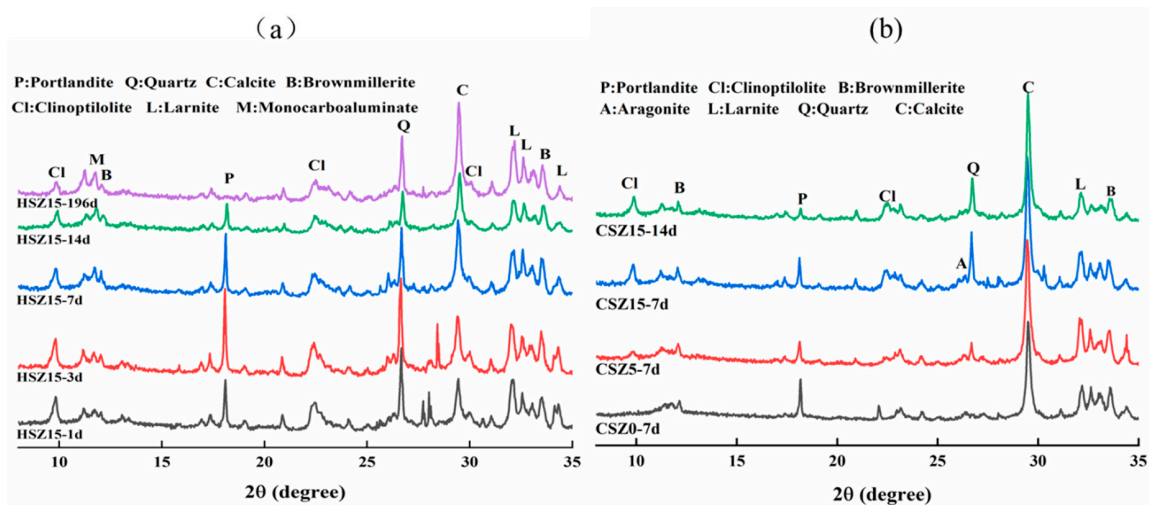 (a)
P:Portlandite Q:Quartz C:Calcite B:Brownmillerite
Cl:Clinoptilolite L:Larnite M:Monocarboaluminate
C
Q
L
L
B
L
Cl
Cl
P
Cl
M
B
HSZ15-196d
HSZ15-14d
HSZ15-7d
HSZ15-3d
HSZ15-1d
10 15 20 25 30 35
2θ (degree)
(b)
P:Portlandite Cl:Clinoptilolite B:Brownmillerite
A:Aragonite L:Larnite Q:Quartz C:Calcite
C
Q
Cl
B
P
Cl
L
B
CSZ15-14d
A
CSZ15-7d
CSZ5-7d
CSZ0-7d
10 15 20 25 30 35
2θ (degree)